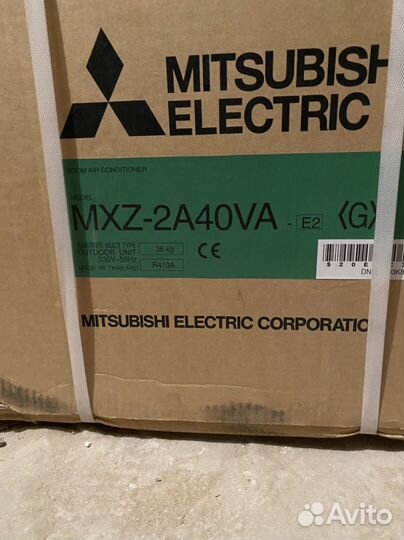 MITSUBISH
ELECTRIC
ROOM AIR CONDITIONER
MODEL
MXZ-2A40VA - E2 〈G〉
INVERTER MULTI TYPE
OUTDOOR UNIT
230V~50Hz
MADE IN THAILAND
36 kg
R410A
CE
MITSUBISHI ELECTRIC CORPORATIO
Avito